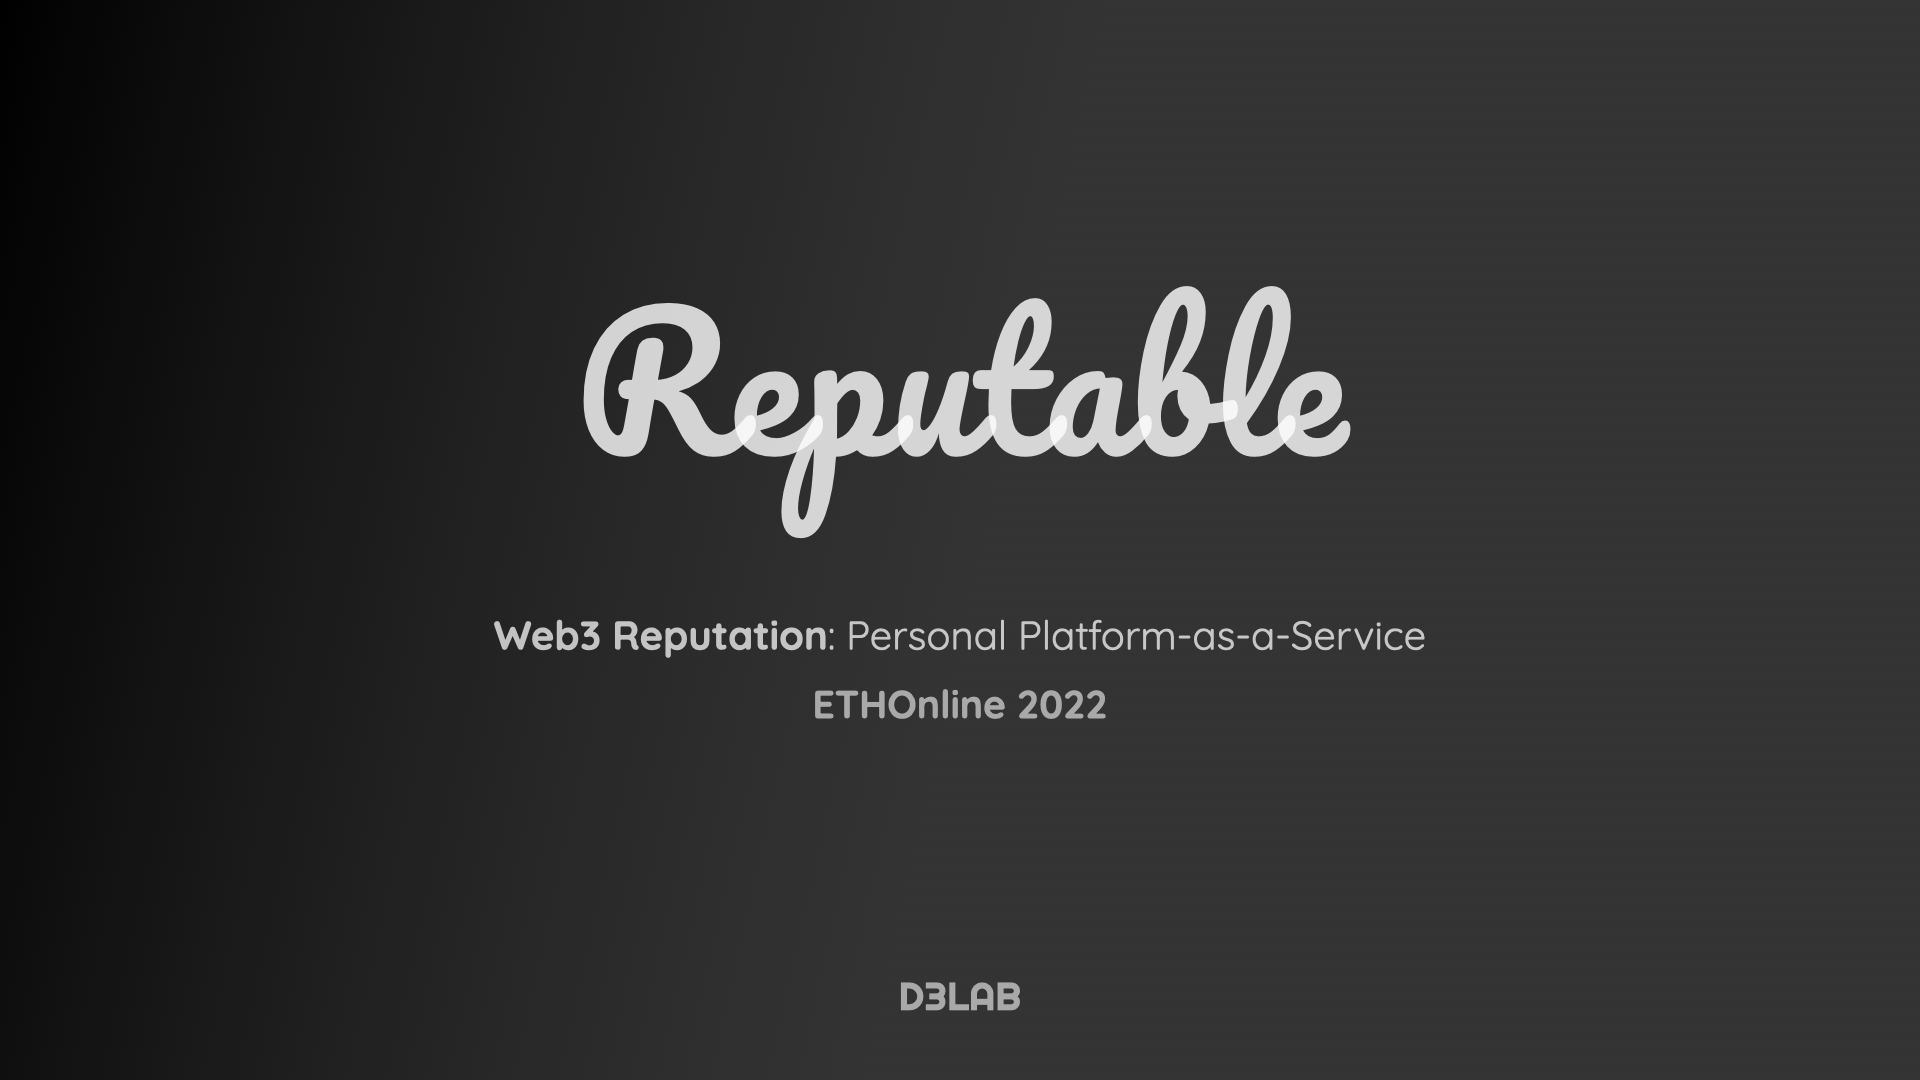 Reputable
Web3 Reputation: Personal Platform-as-a-Service
ETHOnline 2022
D3LAB